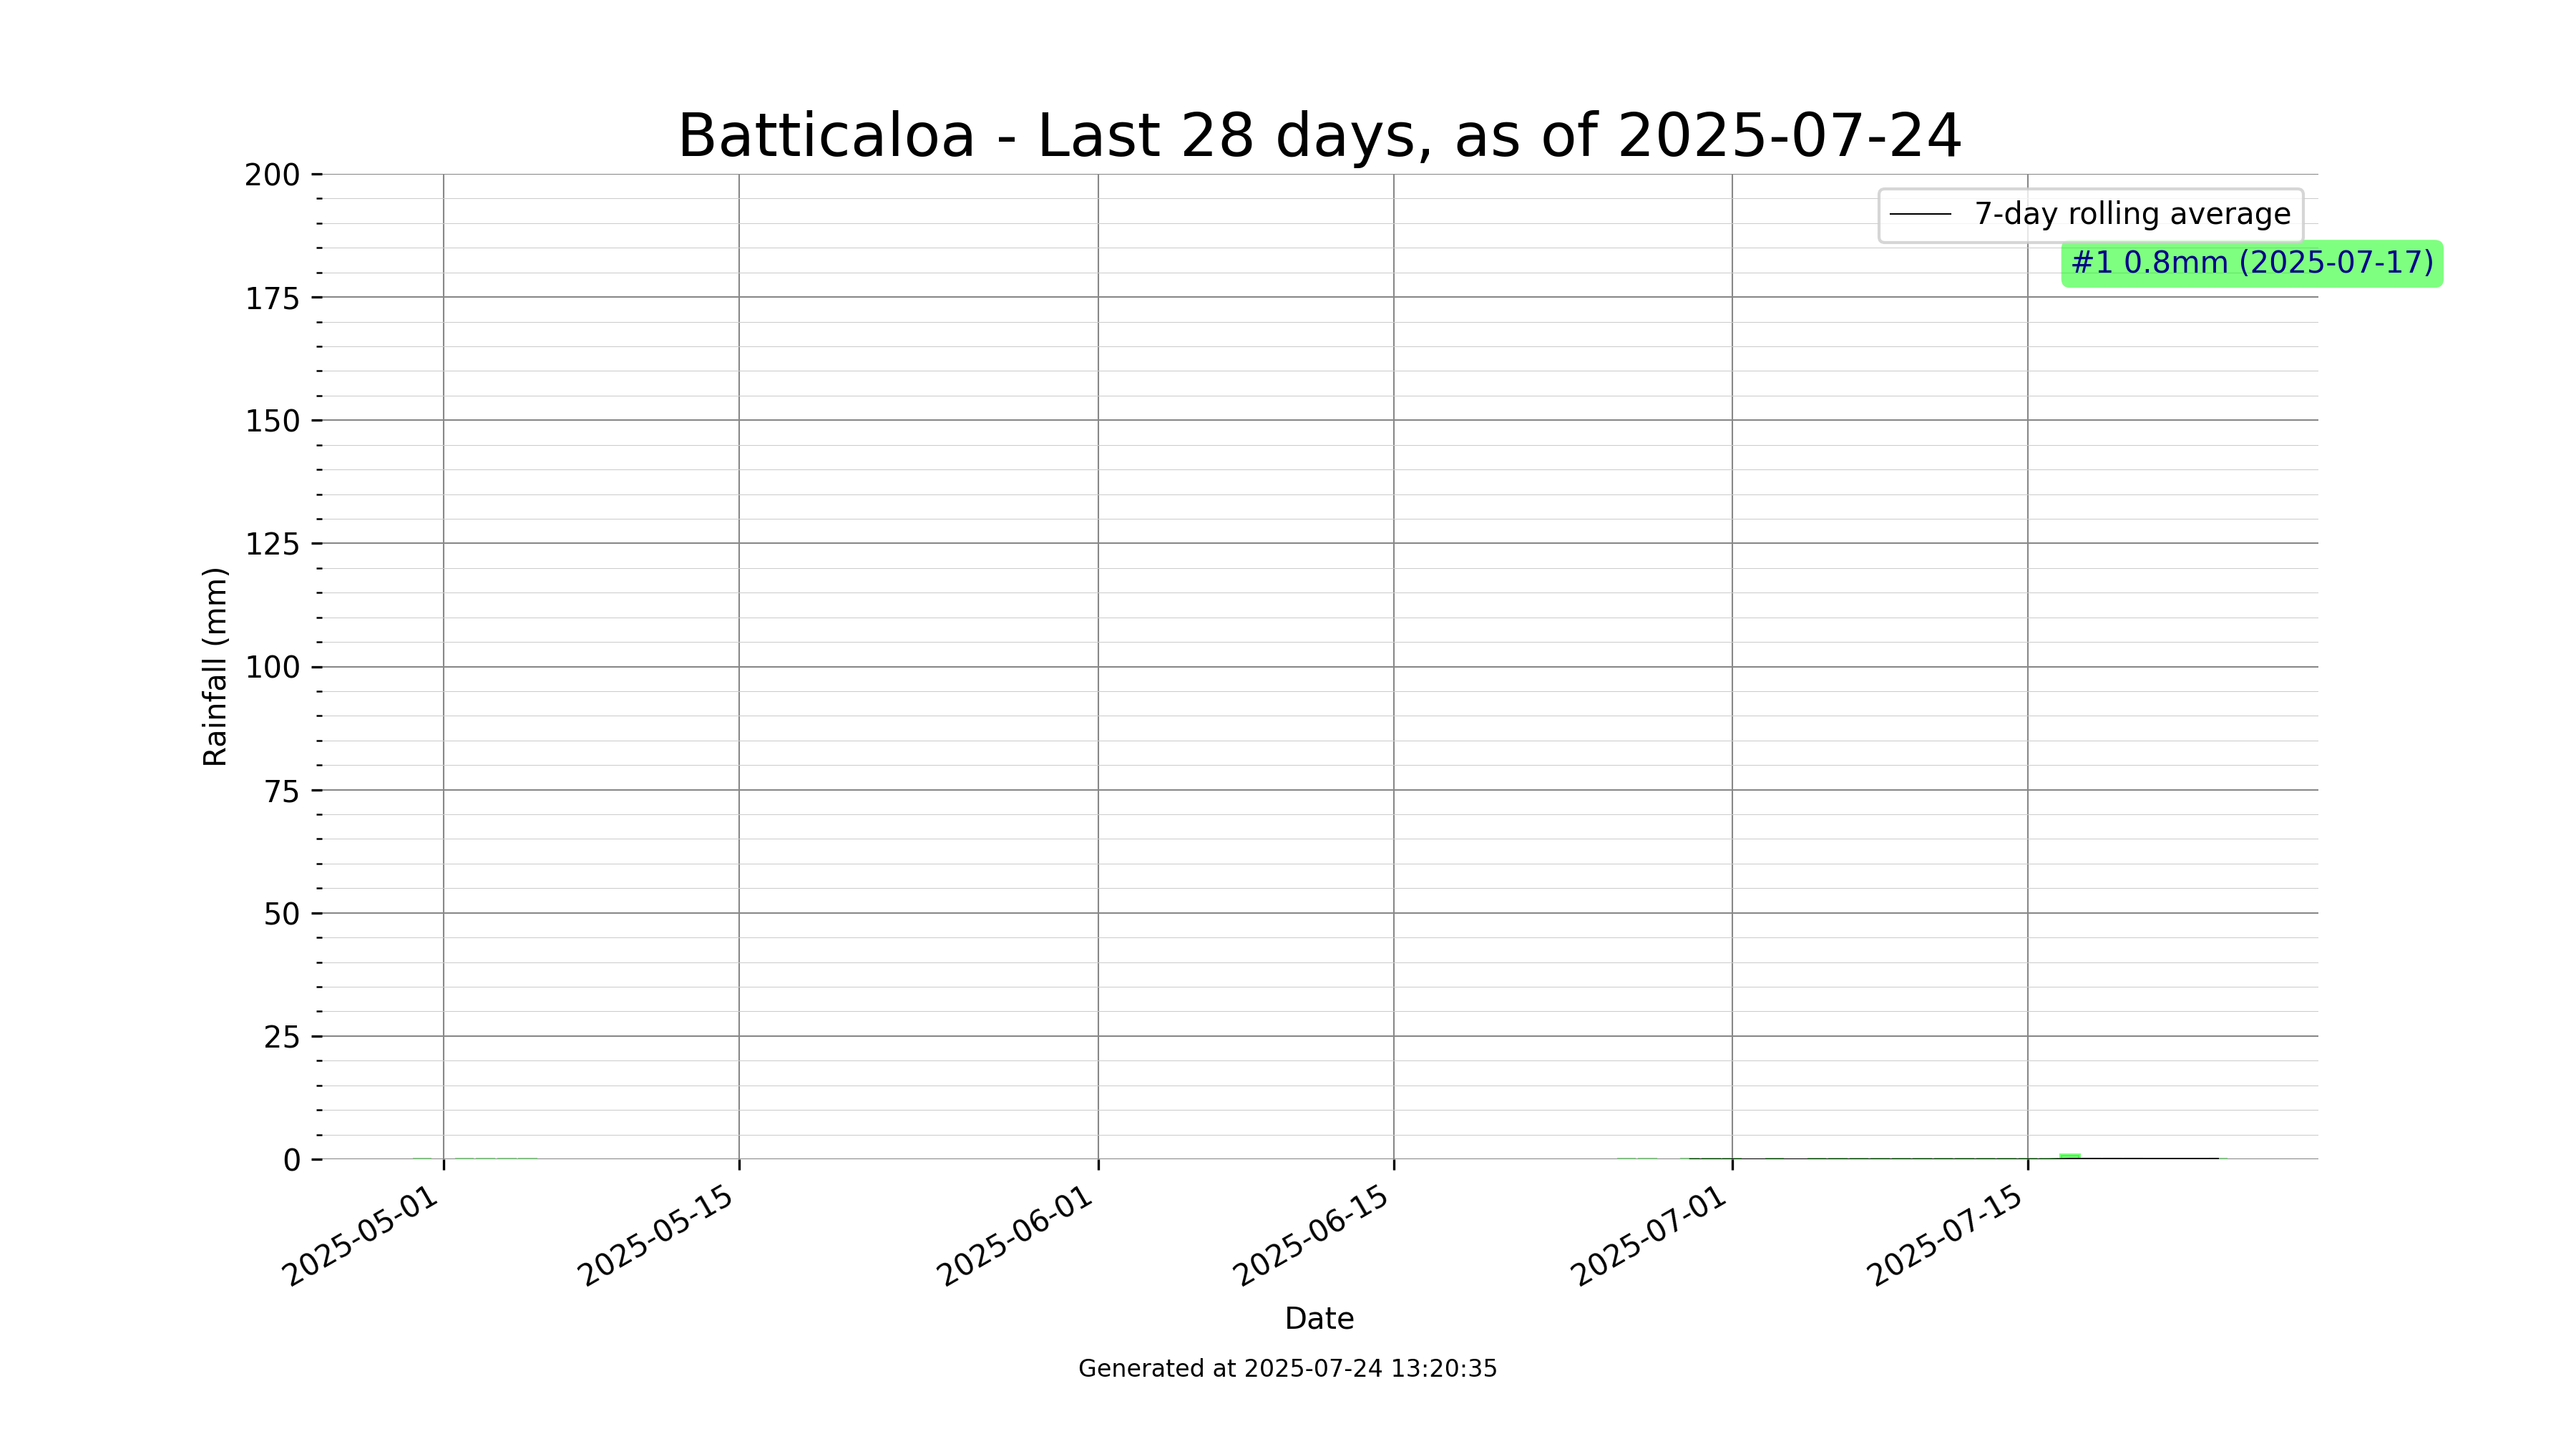 Batticaloa - Last 28 days, as of 2025-07-24
7-day rolling average
#1 0.8mm (2025-07-17)
Rainfall (mm)
200
175
150
125
100
75
50
25
0
2025-05-01
2025-05-15
2025-06-01
2025-06-15
2025-07-01
2025-07-15
Date
Generated at 2025-07-24 13:20:35